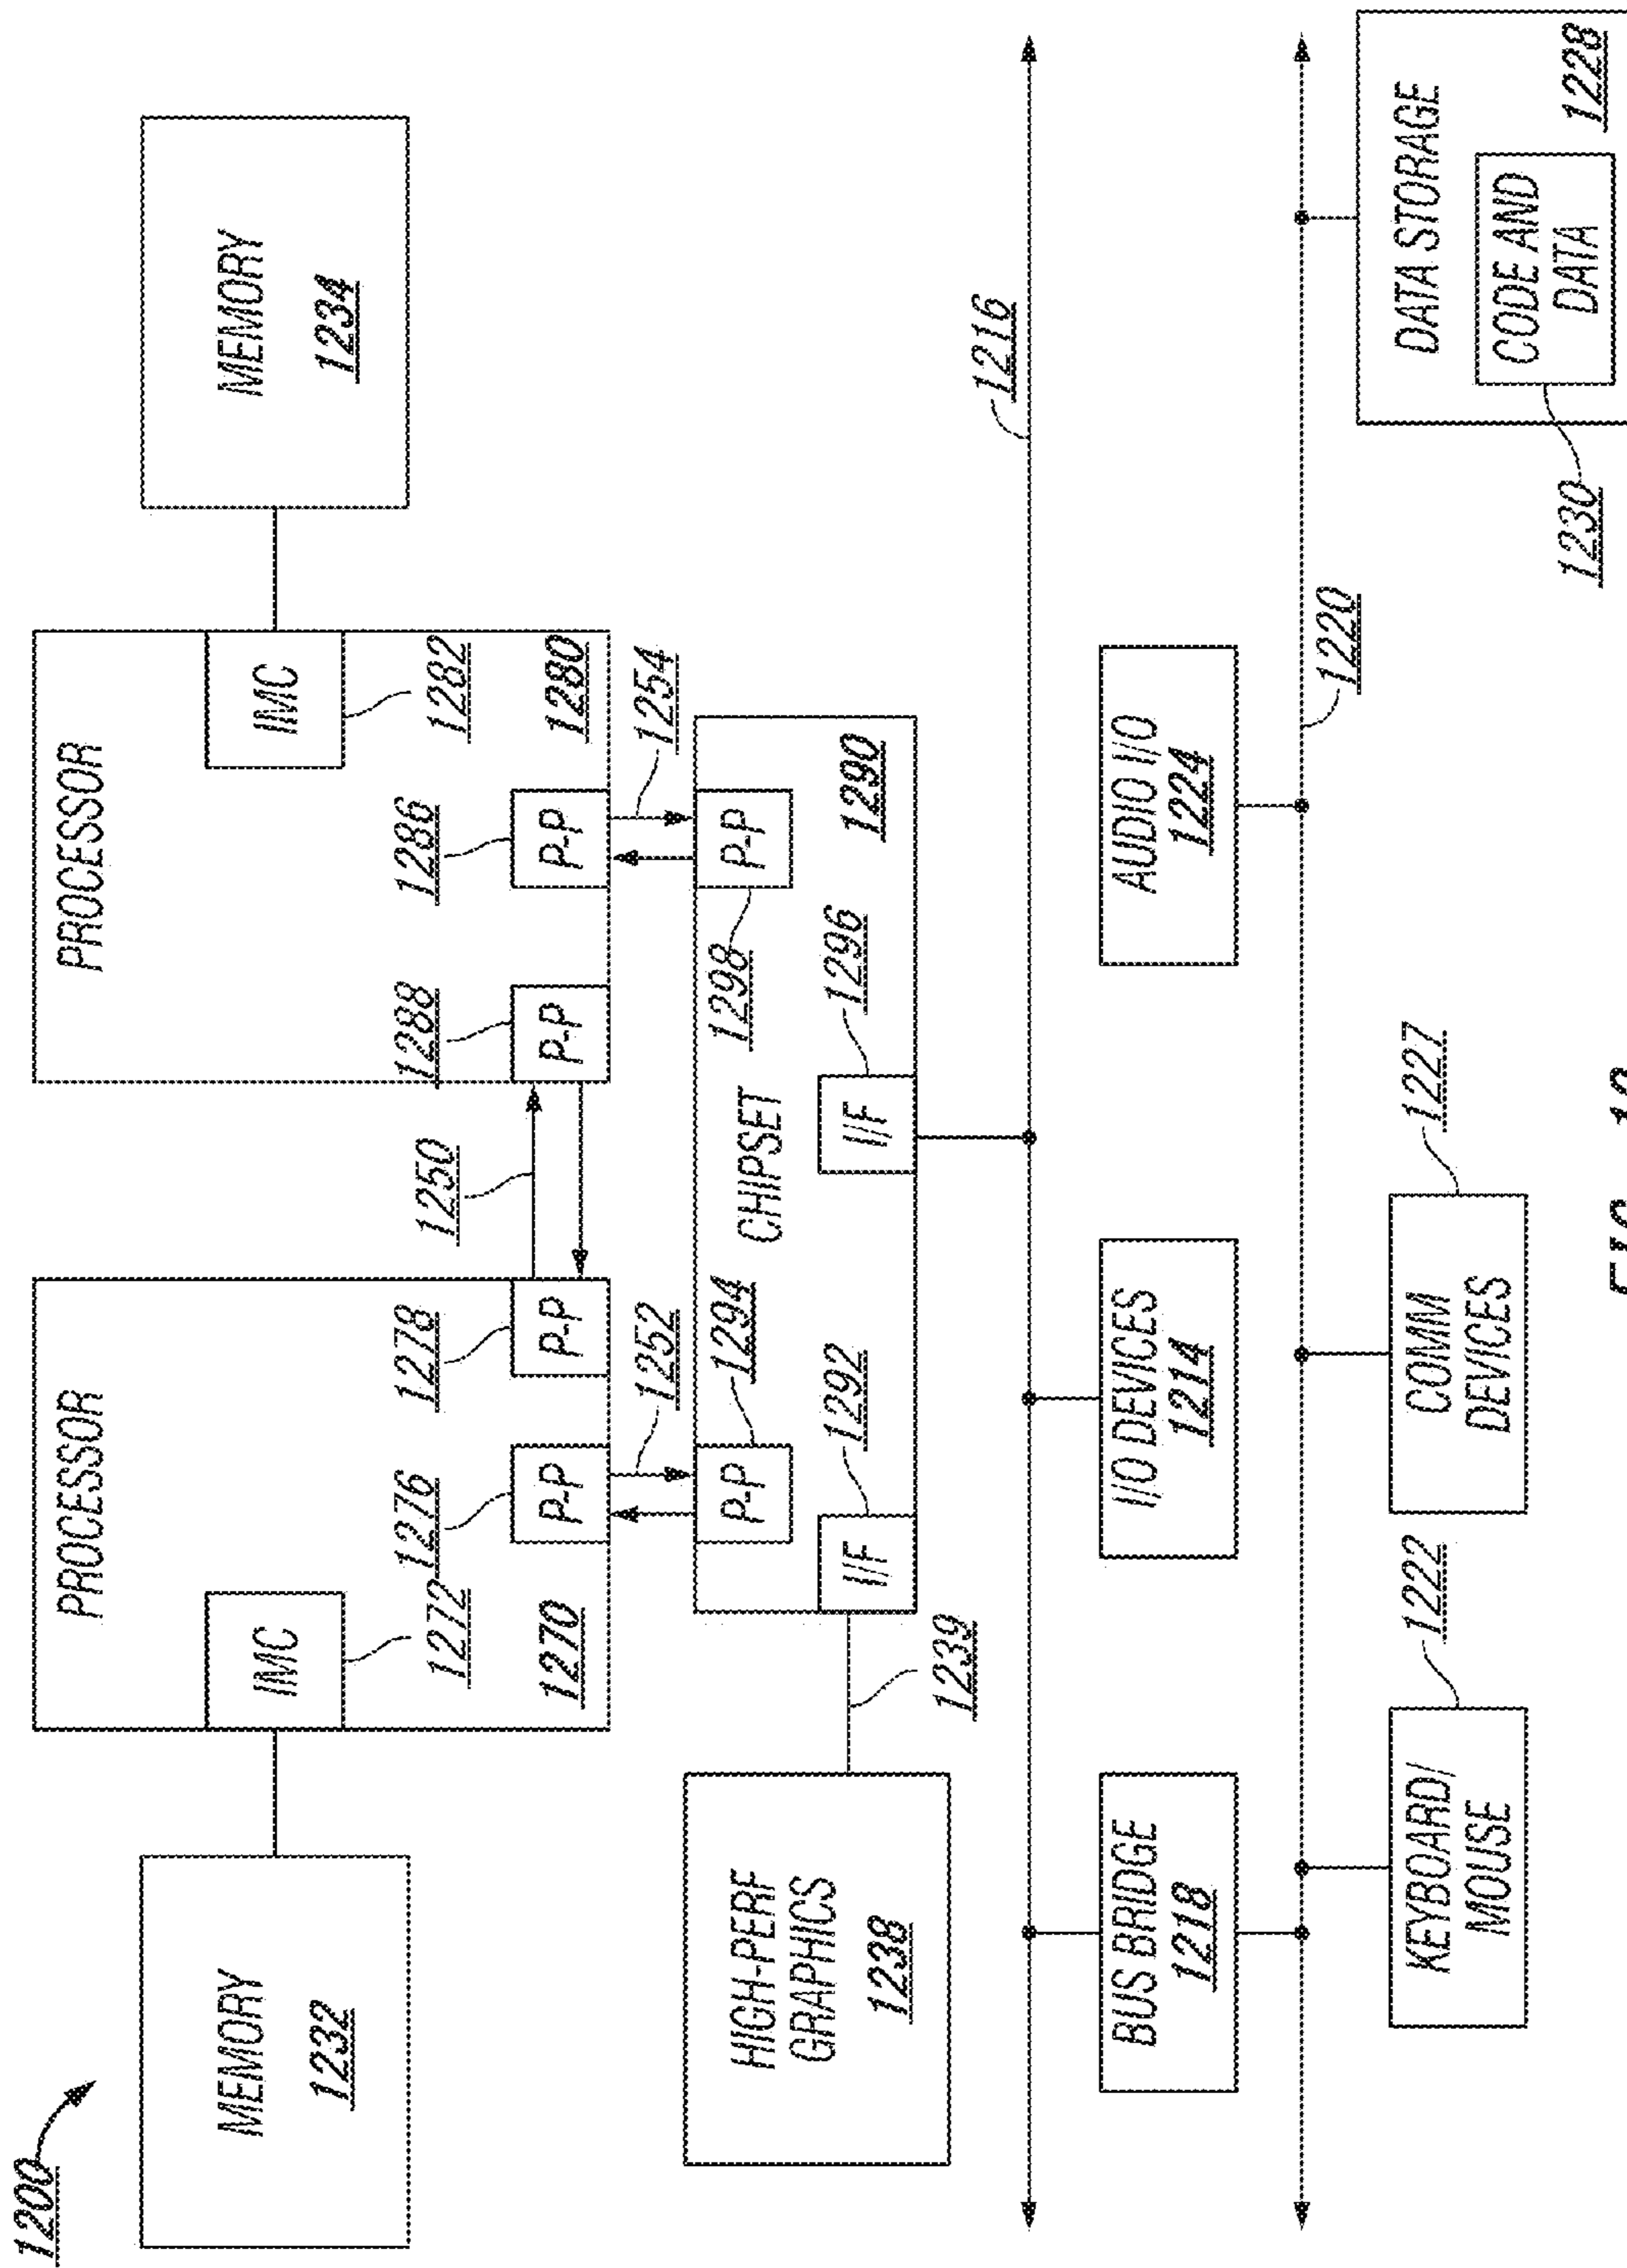 1200
MEMORY
1232
PROCESSOR
IMC
1272
1276
1278
1270
P-P
P-P
1250
PROCESSOR
1288
1286
IMC
1282
P-P
P-P
1280
MEMORY
1234
1252
1254
HIGH-PERF
GRAPHICS
1238
1239
P-P
1294
CHIPSET
P-P
1298
I/F
1292
I/F
1296
1290
1216
BUS BRIDGE
1218
I/O DEVICES
1214
AUDIO I/O
1224
1220
KEYBOARD/
MOUSE
1222
COMM
DEVICES
1227
DATA STORAGE
CODE AND
DATA
1230
1228